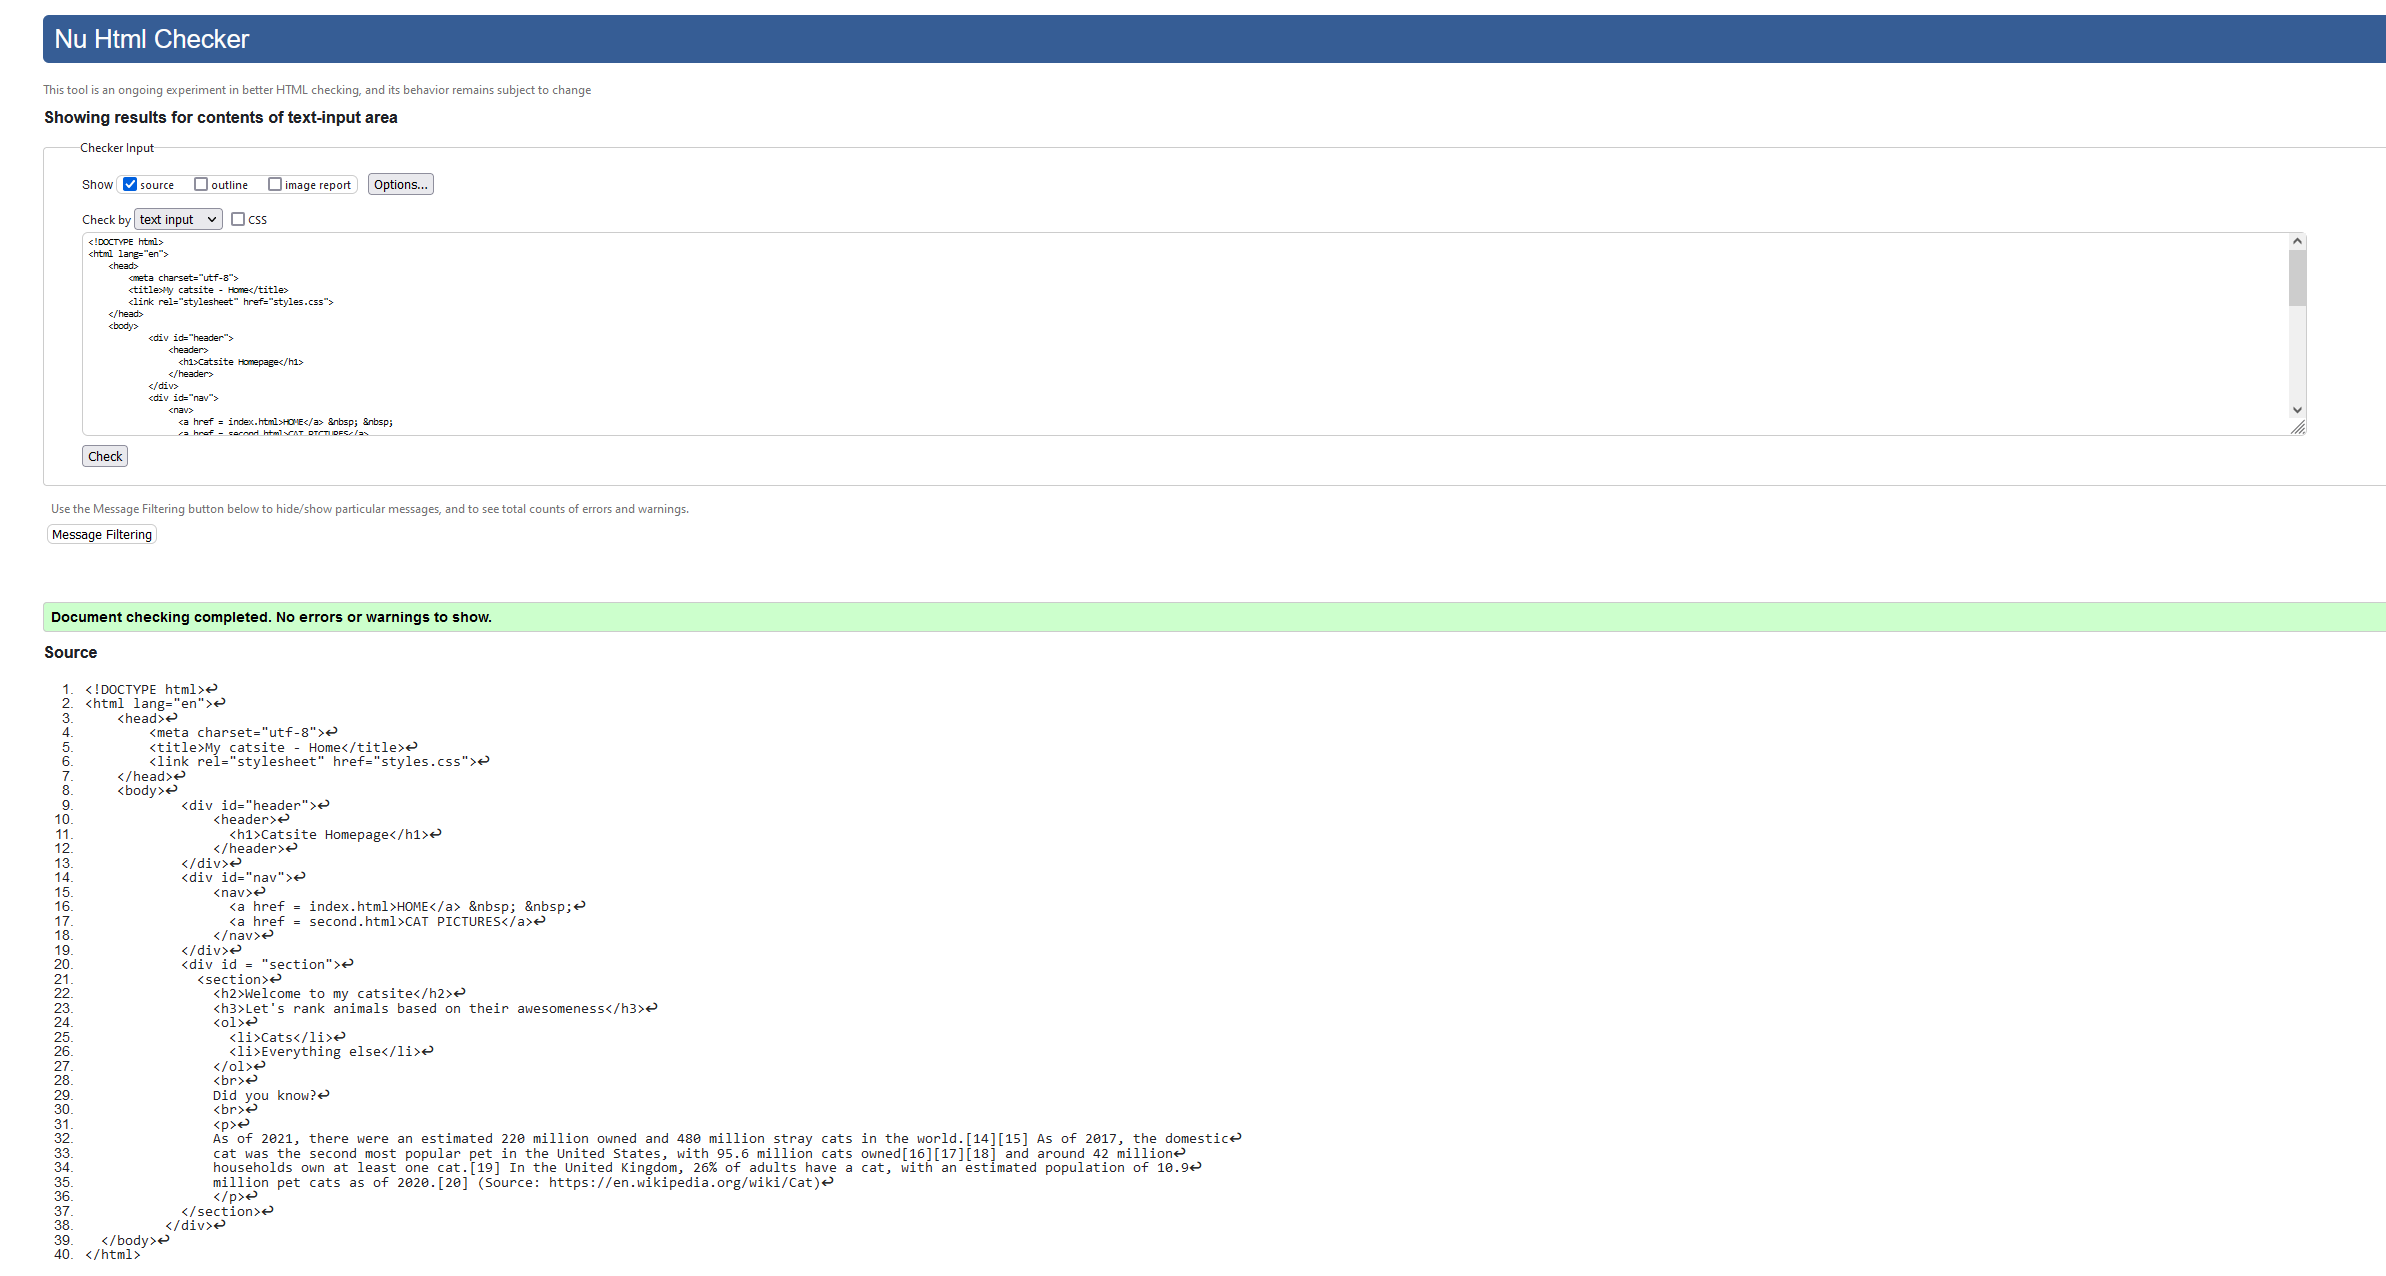 Nu Html Checker
This tool is an ongoing experiment in better HTML checking, and its behavior remains subject to change
Showing results for contents of text-input area
Checker Input
Show source outline image report Options...
Check by text input CSS
<!DOCTYPE html>
<html lang="en">
    <head>
        <meta charset="utf-8">
        <title>My catsite - Home</title>
        <link rel="stylesheet" href="styles.css">
    </head>
    <body>
            <div id="header">
                <header>
                  <h1>Catsite Homepage</h1>
                </header>
            </div>
            <div id="nav">
                <nav>
                  <a href = index.html>HOME</a> &nbsp; &nbsp;
                  <a href = second.html>CAT PICTURES</a>
Check
Use the Message Filtering button below to hide/show particular messages, and to see total counts of errors and warnings.
Message Filtering
Document checking completed. No errors or warnings to show.
Source
1. <!DOCTYPE html>↩
2. <html lang="en">↩
3.     <head>↩
4.         <meta charset="utf-8">↩
5.         <title>My catsite - Home</title>↩
6.         <link rel="stylesheet" href="styles.css">↩
7.     </head>↩
8.     <body>↩
9.             <div id="header">↩
10.                 <header>↩
11.                   <h1>Catsite Homepage</h1>↩
12.                 </header>↩
13.             </div>↩
14.             <div id="nav">↩
15.                 <nav>↩
16.                   <a href = index.html>HOME</a> &nbsp; &nbsp;↩
17.                   <a href = second.html>CAT PICTURES</a>↩
18.                 </nav>↩
19.             </div>↩
20.             <div id = "section">↩
21.               <section>↩
22.                 <h2>Welcome to my catsite</h2>↩
23.                 <h3>Let's rank animals based on their awesomeness</h3>↩
24.                 <ol>↩
25.                   <li>Cats</li>↩
26.                   <li>Everything else</li>↩
27.                 </ol>↩
28.                 <br>↩
29.                 Did you know?↩
30.                 <br>↩
31.                 <p>↩
32.                 As of 2021, there were an estimated 220 million owned and 480 million stray cats in the world.[14][15] As of 2017, the domestic↩
33.                 cat was the second most popular pet in the United States, with 95.6 million cats owned[16][17][18] and around 42 million↩
34.                 households own at least one cat.[19] In the United Kingdom, 26% of adults have a cat, with an estimated population of 10.9↩
35.                 million pet cats as of 2020.[20] (Source: https://en.wikipedia.org/wiki/Cat)↩
36.                 </p>↩
37.             </section>↩
38.           </div>↩
39.   </body>↩
40. </html>